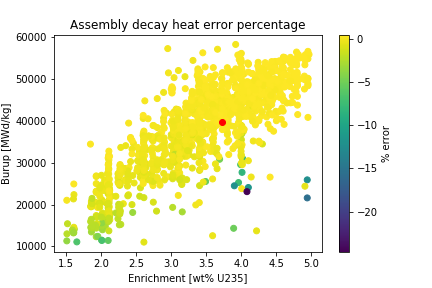 Assembly decay heat error percentage
60000
50000
40000
30000
20000
10000
Burup [MWd/kg]
1.5 2.0 2.5 3.0 3.5 4.0 4.5 5.0
Enrichment [wt% U235]
0
−5
−10
−15
−20
% error